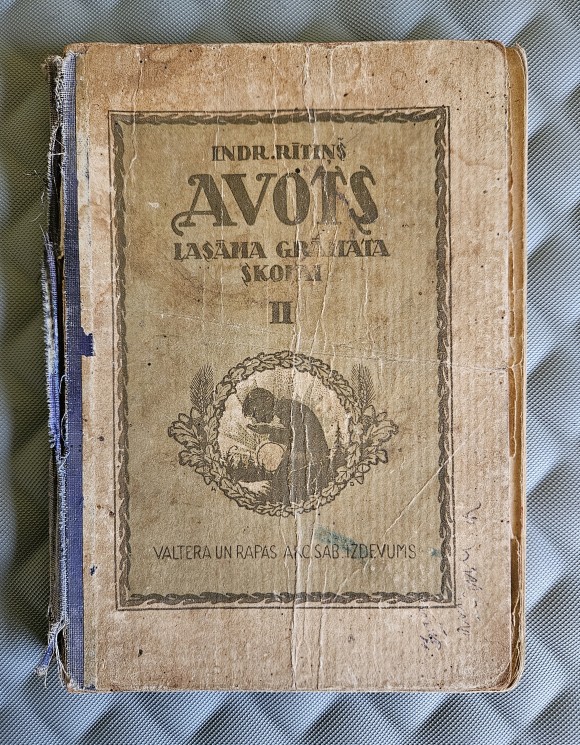 INDR. RĪTIŅŠ
AVOTS
LASĀMA GRĀMATA
SKOLAI
II
VALTERA UN RAPAS AKC. SAB. IZDEVUMS